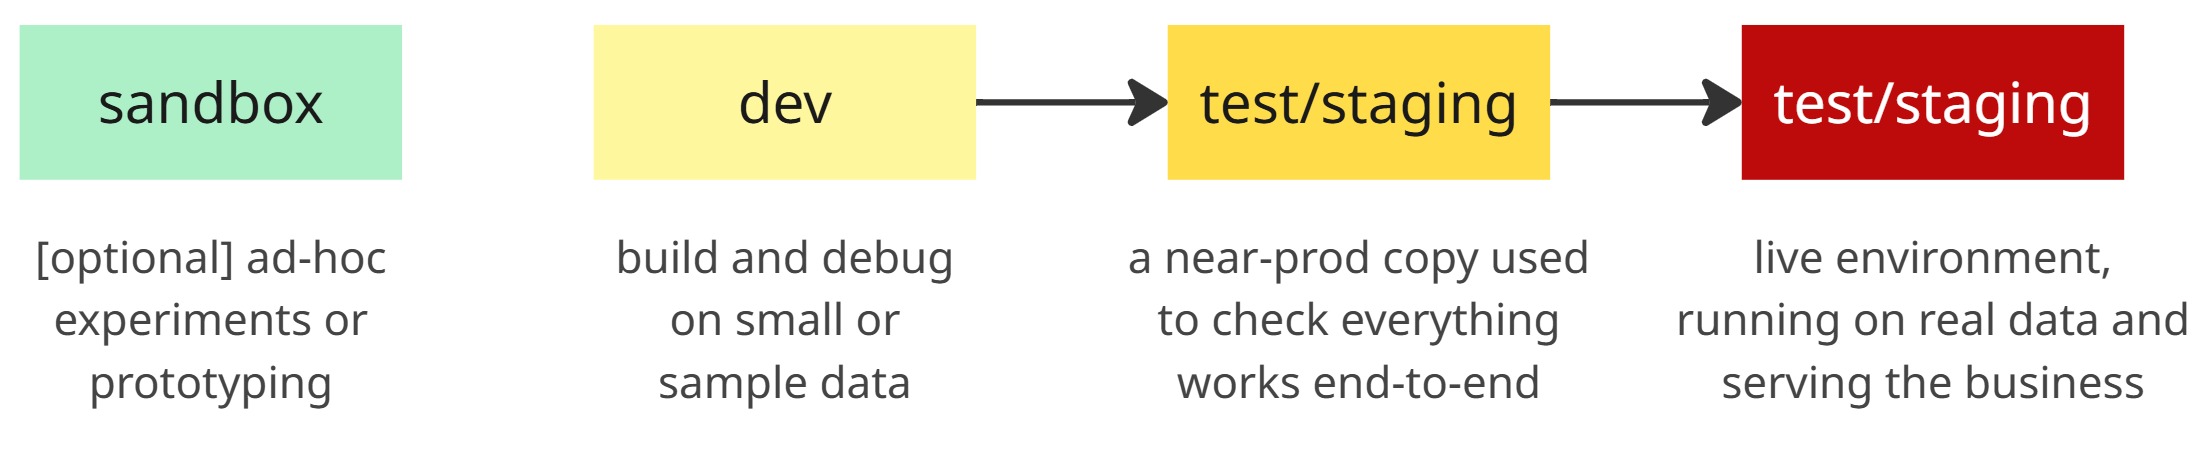 sandbox
dev
test/staging
test/staging
[optional] ad-hoc
experiments or
prototyping
build and debug
on small or
sample data
a near-prod copy used
to check everything
works end-to-end
live environment,
running on real data and
serving the business